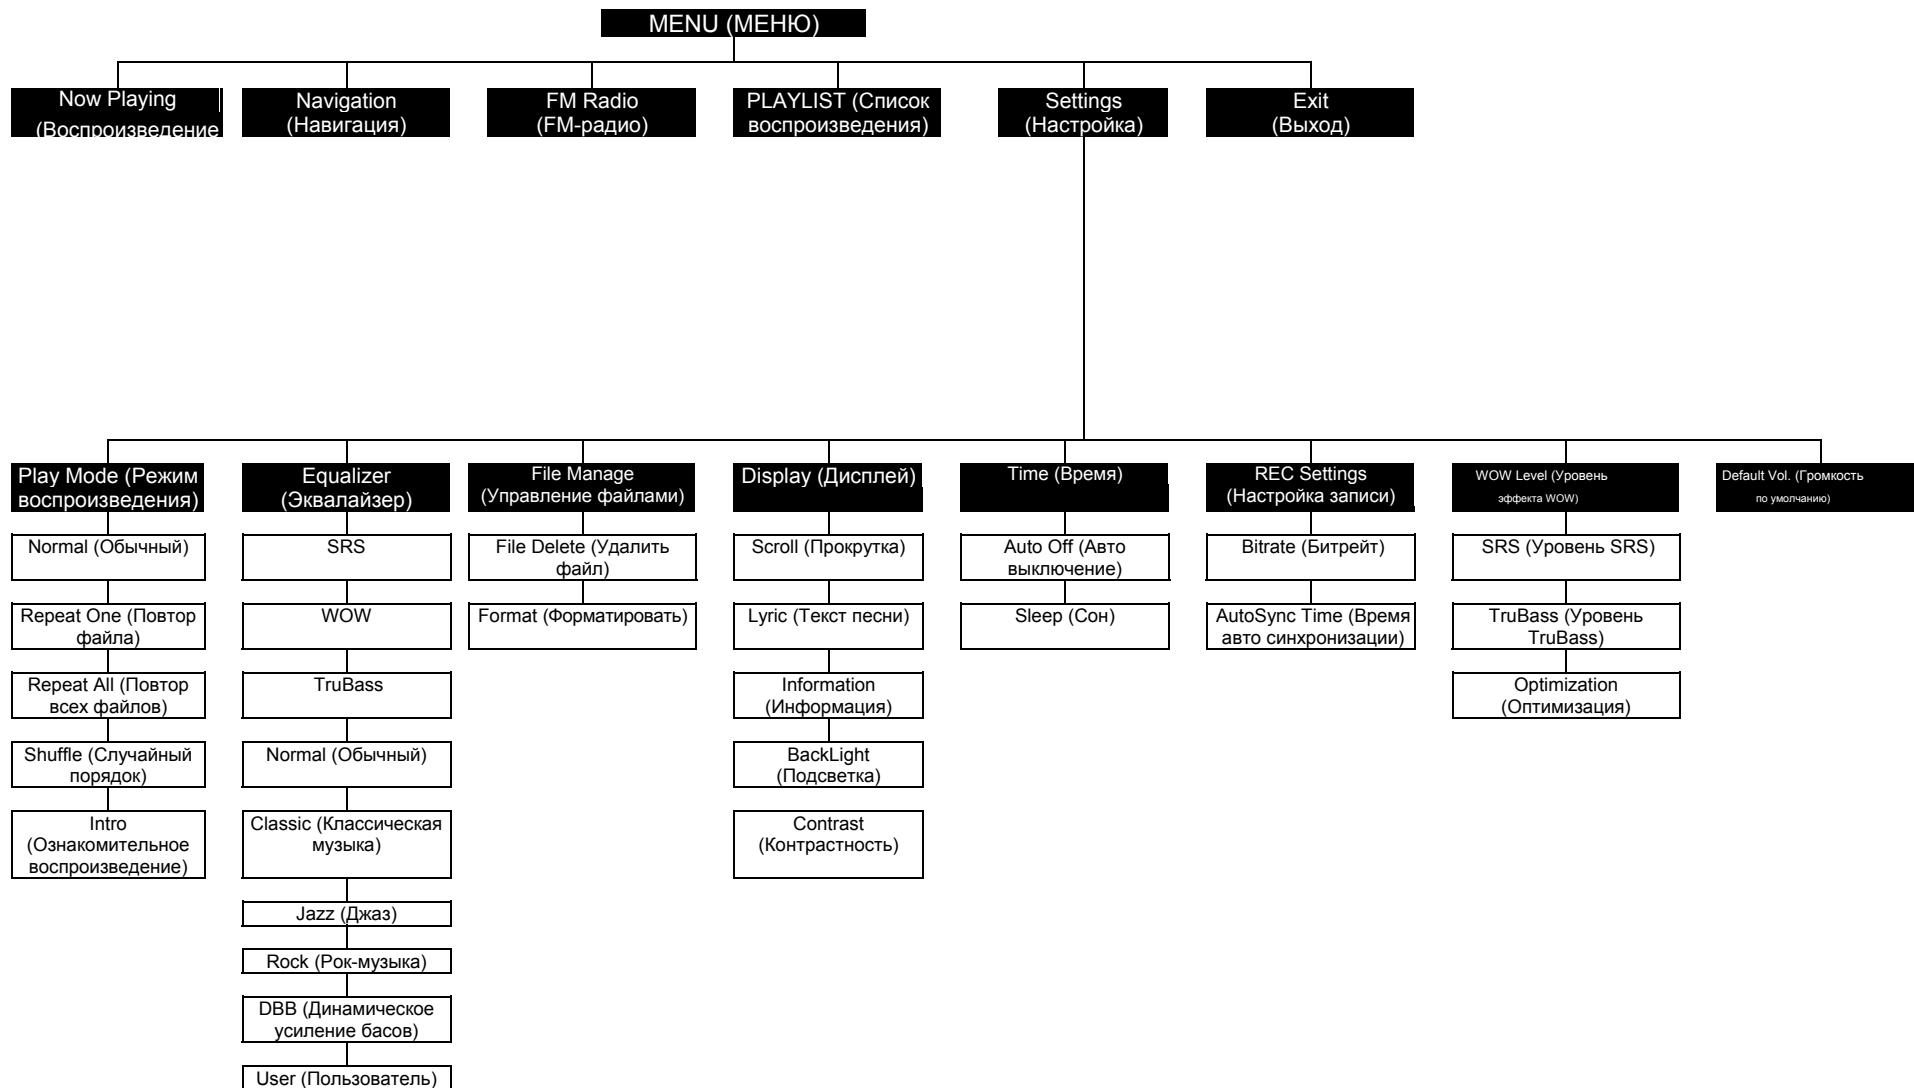 MENU (МЕНЮ)
Now Playing
(Воспроизведение
Navigation
(Навигация)
FM Radio
(FM-радио)
PLAYLIST (Список
воспроизведения)
Settings
(Настройка)
Exit
(Выход)
Play Mode (Режим
воспроизведения)
Normal (Обычный)
Repeat One (Повтор
файла)
Repeat All (Повтор
всех файлов)
Shuffle (Случайный
порядок)
Intro
(Ознакомительное
воспроизведение)
Equalizer
(Эквалайзер)
SRS
WOW
TruBass
Normal (Обычный)
Classic (Классическая
музыка)
Jazz (Джаз)
Rock (Рок-музыка)
DBB (Динамическое
усиление басов)
User (Пользователь)
File Manage
(Управление файлами)
File Delete (Удалить
файл)
Format (Форматировать)
Display (Дисплей)
Scroll (Прокрутка)
Lyric (Текст песни)
Information
(Информация)
BackLight
(Подсветка)
Contrast
(Контрастность)
Time (Время)
Auto Off (Авто
выключение)
Sleep (Сон)
REC Settings
(Настройка записи)
Bitrate (Битрейт)
AutoSync Time (Время
авто синхронизации)
WOW Level (Уровень
эффекта WOW)
SRS (Уровень SRS)
TruBass (Уровень
TruBass)
Optimization
(Оптимизация)
Default Vol. (Громкость
по умолчанию)